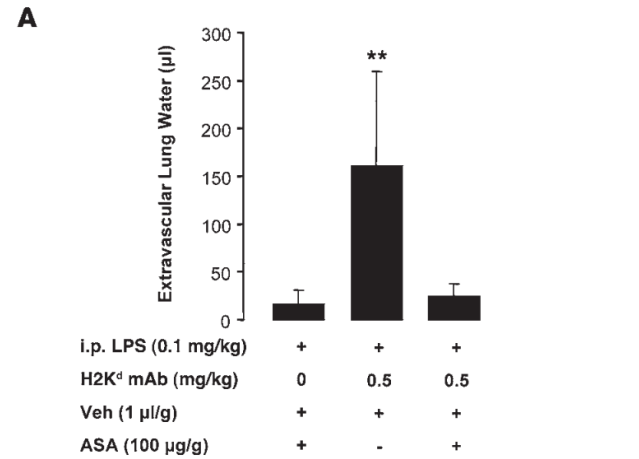 A
Extravascular Lung Water (µl)
300
250
200
150
100
50
0
**
i.p. LPS (0.1 mg/kg) + + +
H2Kᵈ mAb (mg/kg) 0 0.5 0.5
Veh (1 µl/g) + + +
ASA (100 µg/g) + - +